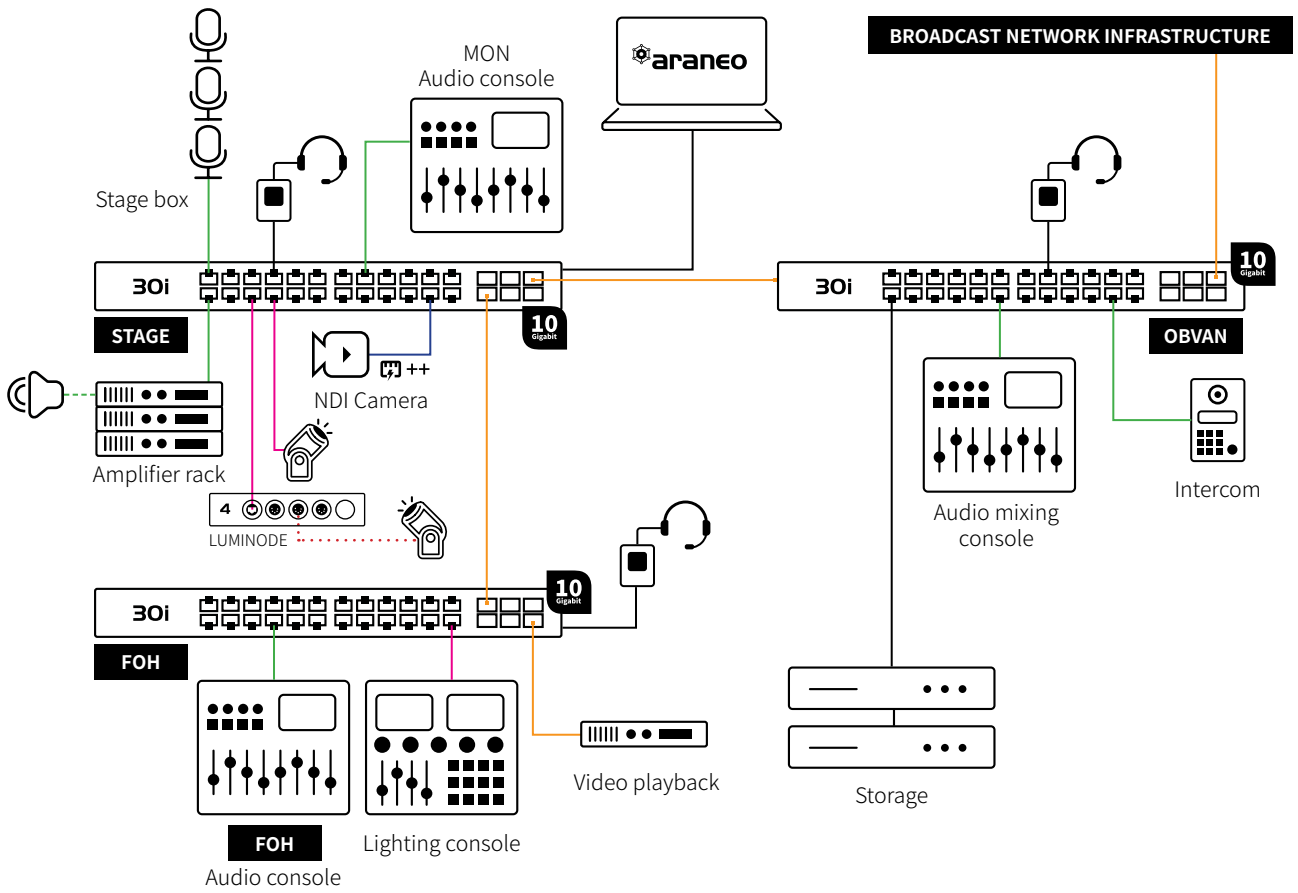 MON
Audio console
araneo
BROADCAST NETWORK INFRASTRUCTURE
Stage box
30i
10
Gigabit
STAGE
30i
10
Gigabit
OBVAN
++
NDI Camera
Amplifier rack
4
LUMINODE
Audio mixing
console
Intercom
30i
10
Gigabit
FOH
Video playback
Storage
FOH
Audio console
Lighting console